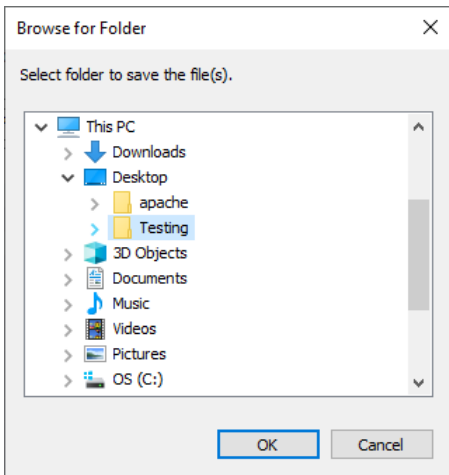 Browse for Folder
Select folder to save the file(s).
This PC
Downloads
Desktop
apache
Testing
3D Objects
Documents
Music
Videos
Pictures
OS (C:)
OK Cancel